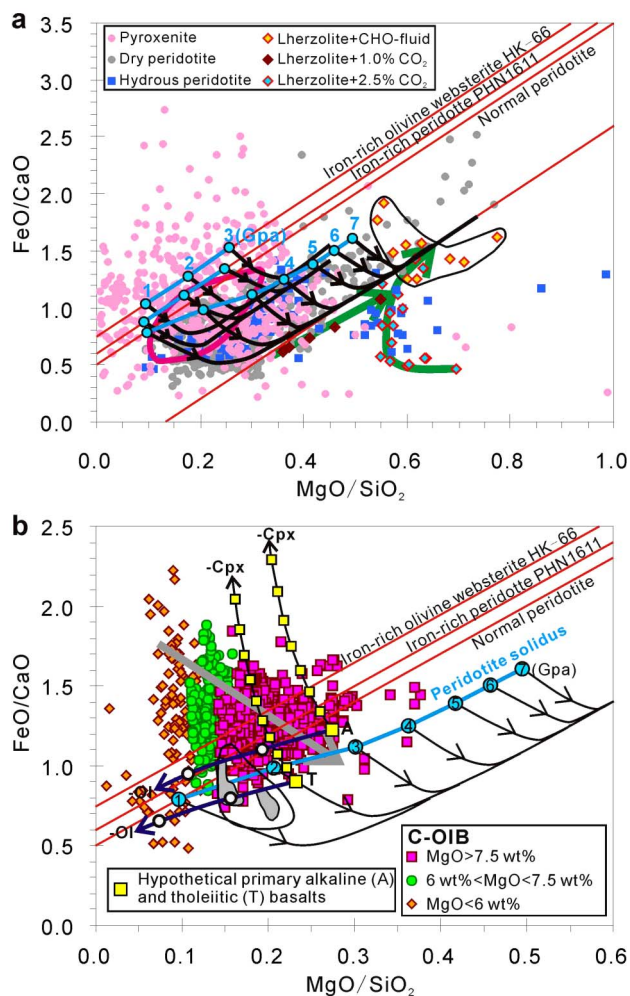 a
Pyroxenite
Dry peridotite
Hydrous peridotite
Lherzolite+CHO-fluid
Lherzolite+1.0% CO₂
Lherzolite+2.5% CO₂
Iron-rich olivine websterite HK-66
Iron-rich peridotte PHN1611
Normal peridotite
3.5
3.0
2.5
2.0
1.5
1.0
0.5
0.0
FeO/CaO
1
2
3(Gpa)
4
5
6
7
0.0 0.2 0.4 0.6 0.8 1.0
MgO/SiO₂
b
-Cpx
-Cpx
Iron-rich olivine websterite HK-66
Iron-rich peridotte PHN1611
Normal peridotite
Peridotite solidus
2.5
2.0
1.5
1.0
0.5
0.0
FeO/CaO
1
2
3
4
5
6
7
(Gpa)
A
T
-Ol
-Ol
Hypothetical primary alkaline (A)
and tholeiitic (T) basalts
C-OIB
MgO>7.5 wt%
6 wt%<MgO<7.5 wt%
MgO<6 wt%
0.0 0.1 0.2 0.3 0.4 0.5 0.6
MgO/SiO₂